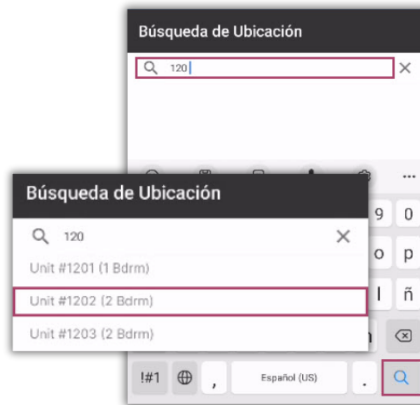 Búsqueda de Ubicación
120
Búsqueda de Ubicación
120
Unit #1201 (1 Bdrm)
Unit #1202 (2 Bdrm)
Unit #1203 (2 Bdrm)
9 0
o p
l ñ
!#1 , Español (US) .